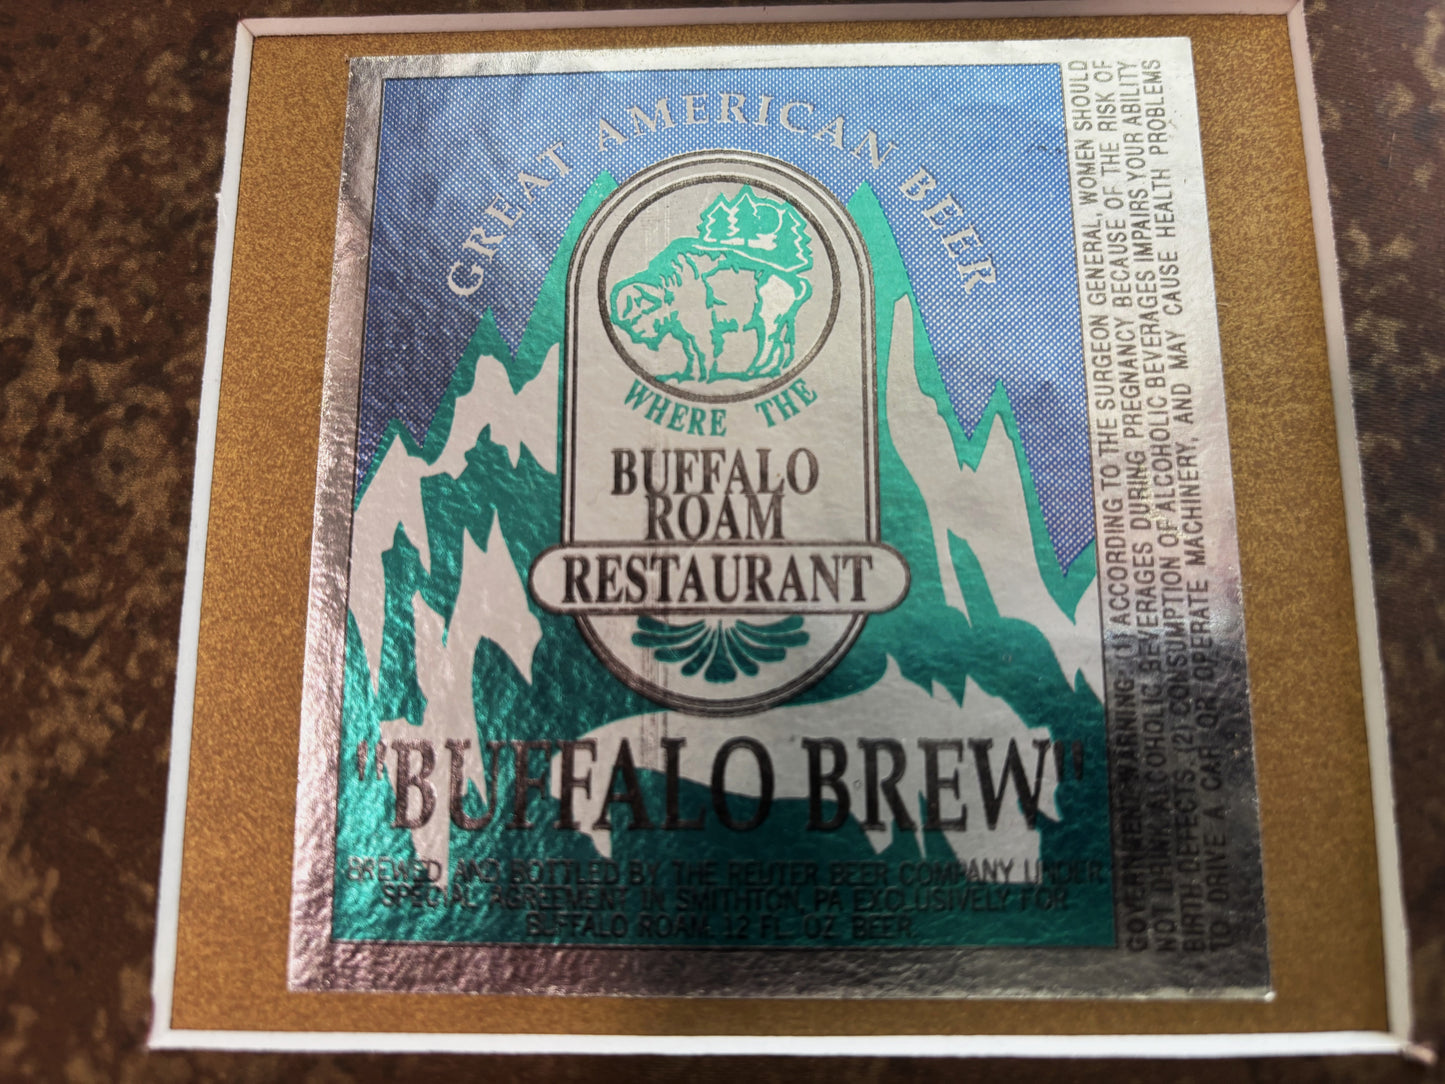 GREAT AMERICAN BEER
WHERE THE
BUFFALO
ROAM
RESTAURANT
"BUFFALO BREW"
BREWED AND BOTTLED BY THE REUTER BEER COMPANY UNDER
SPECIAL AGREEMENT IN SMITHTON, PA EXCLUSIVELY FOR
BUFFALO ROAM. 12 FL. OZ. BEER.
GOVERNMENT WARNING: (1) ACCORDING TO THE SURGEON GENERAL, WOMEN SHOULD
NOT DRINK ALCOHOLIC BEVERAGES DURING PREGNANCY BECAUSE OF THE RISK OF
BIRTH DEFECTS. (2) CONSUMPTION OF ALCOHOLIC BEVERAGES IMPAIRS YOUR ABILITY
TO DRIVE A CAR OR OPERATE MACHINERY, AND MAY CAUSE HEALTH PROBLEMS